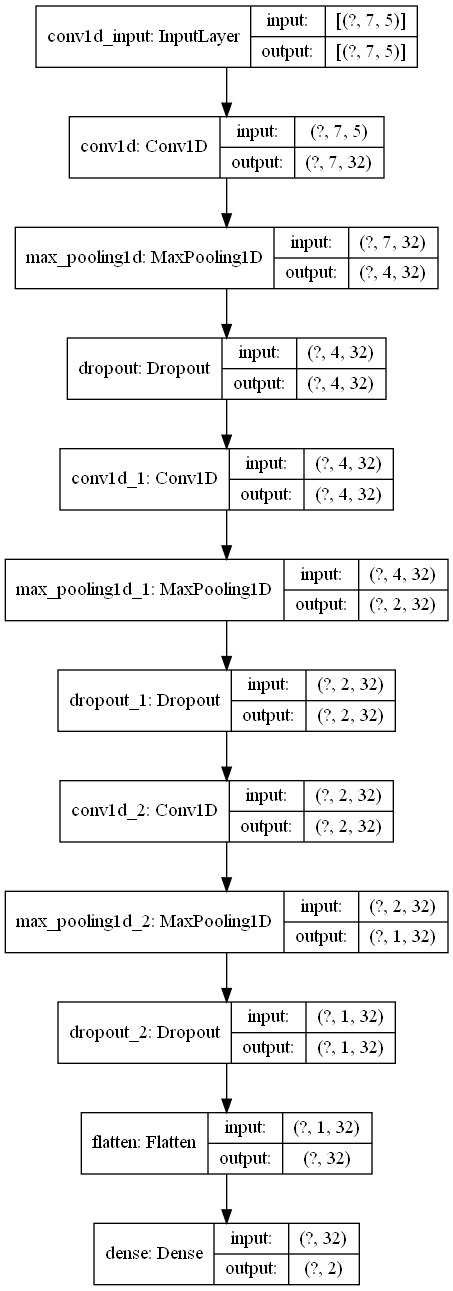 conv1d_input: InputLayer
input: [(?, 7, 5)]
output: [(?, 7, 5)]
conv1d: Conv1D
input: (?, 7, 5)
output: (?, 7, 32)
max_pooling1d: MaxPooling1D
input: (?, 7, 32)
output: (?, 4, 32)
dropout: Dropout
input: (?, 4, 32)
output: (?, 4, 32)
conv1d_1: Conv1D
input: (?, 4, 32)
output: (?, 4, 32)
max_pooling1d_1: MaxPooling1D
input: (?, 4, 32)
output: (?, 2, 32)
dropout_1: Dropout
input: (?, 2, 32)
output: (?, 2, 32)
conv1d_2: Conv1D
input: (?, 2, 32)
output: (?, 2, 32)
max_pooling1d_2: MaxPooling1D
input: (?, 2, 32)
output: (?, 1, 32)
dropout_2: Dropout
input: (?, 1, 32)
output: (?, 1, 32)
flatten: Flatten
input: (?, 1, 32)
output: (?, 32)
dense: Dense
input: (?, 32)
output: (?, 2)